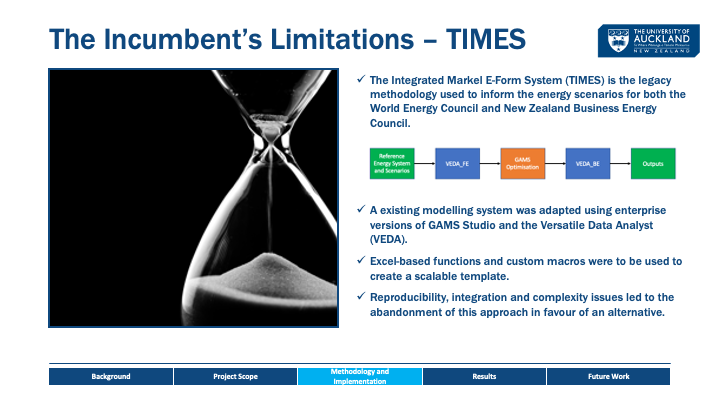 The Incumbent's Limitations – TIMES
THE UNIVERSITY OF
AUCKLAND
NEW ZEALAND
✓ The Integrated Markel E-Form System (TIMES) is the legacy
methodology used to inform the energy scenarios for both the
World Energy Council and New Zealand Business Energy
Council.
Reference
Energy System
and Scenarios
VEDA_FE
GAMS
Optimisation
VEDA_BE
Outputs
✓ A existing modelling system was adapted using enterprise
versions of GAMS Studio and the Versatile Data Analyst
(VEDA).
✓ Excel-based functions and custom macros were to be used to
create a scalable template.
✓ Reproducibility, integration and complexity issues led to the
abandonment of this approach in favour of an alternative.
Background
Project Scope
Methodology and
Implementation
Results
Future Work